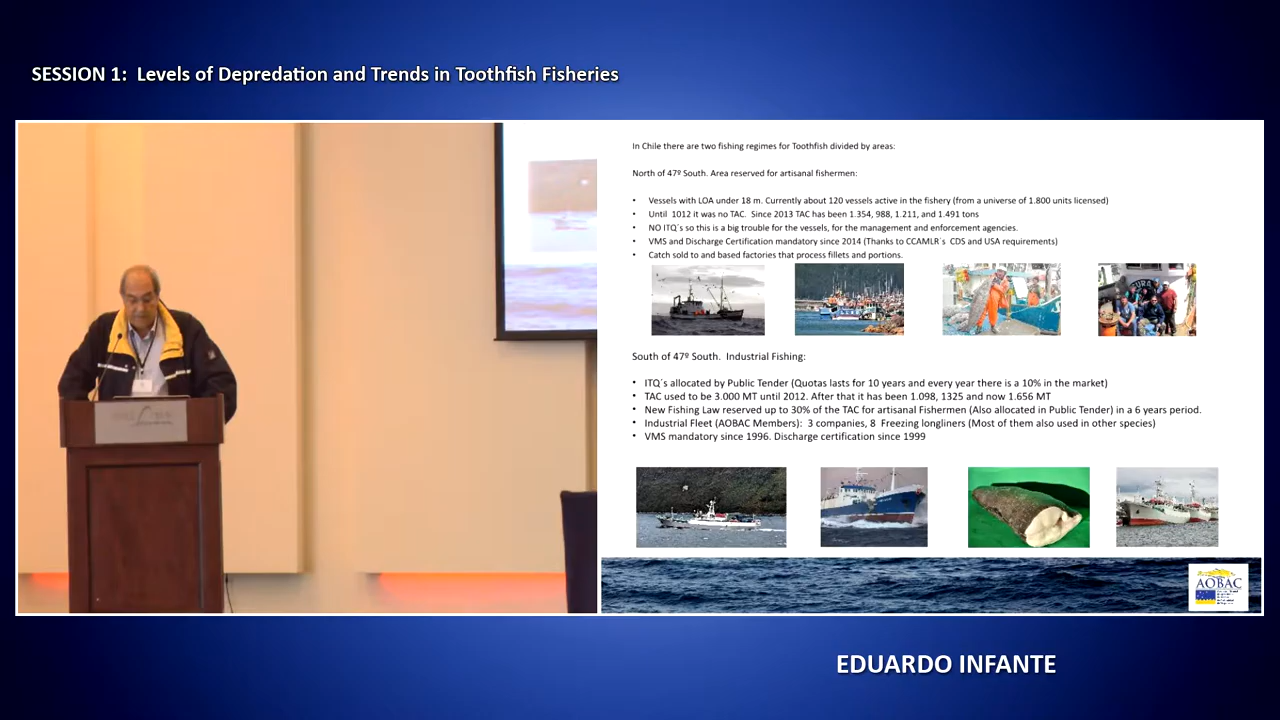 SESSION 1:  Levels of Depredation and Trends in Toothfish Fisheries
In Chile there are two fishing regimes for Toothfish divided by areas:
North of 47º South. Area reserved for artisanal fishermen:
• Vessels with LOA under 18 m. Currently about 120 vessels active in the fishery (from a universe of 1.800 units licensed)
• Until  1012 it was no TAC.  Since 2013 TAC has been 1.354, 988, 1.211, and 1.491 tons
• NO ITQ´s so this is a big trouble for the vessels, for the management and enforcement agencies.
• VMS and Discharge Certification mandatory since 2014 (Thanks to CCAMLR´s  CDS and USA requirements)
• Catch sold to and based factories that process fillets and portions.
South of 47º South.  Industrial Fishing:
• ITQ´s allocated by Public Tender (Quotas lasts for 10 years and every year there is a 10% in the market)
• TAC used to be 3.000 MT until 2012. After that it has been 1.098, 1325 and now 1.656 MT
• New Fishing Law reserved up to 30% of the TAC for artisanal Fishermen (Also allocated in Public Tender) in a 6 years period.
• Industrial Fleet (AOBAC Members):  3 companies, 8  Freezing longliners (Most of them also used in other species)
• VMS mandatory since 1996. Discharge certification since 1999
AOBAC
EDUARDO INFANTE